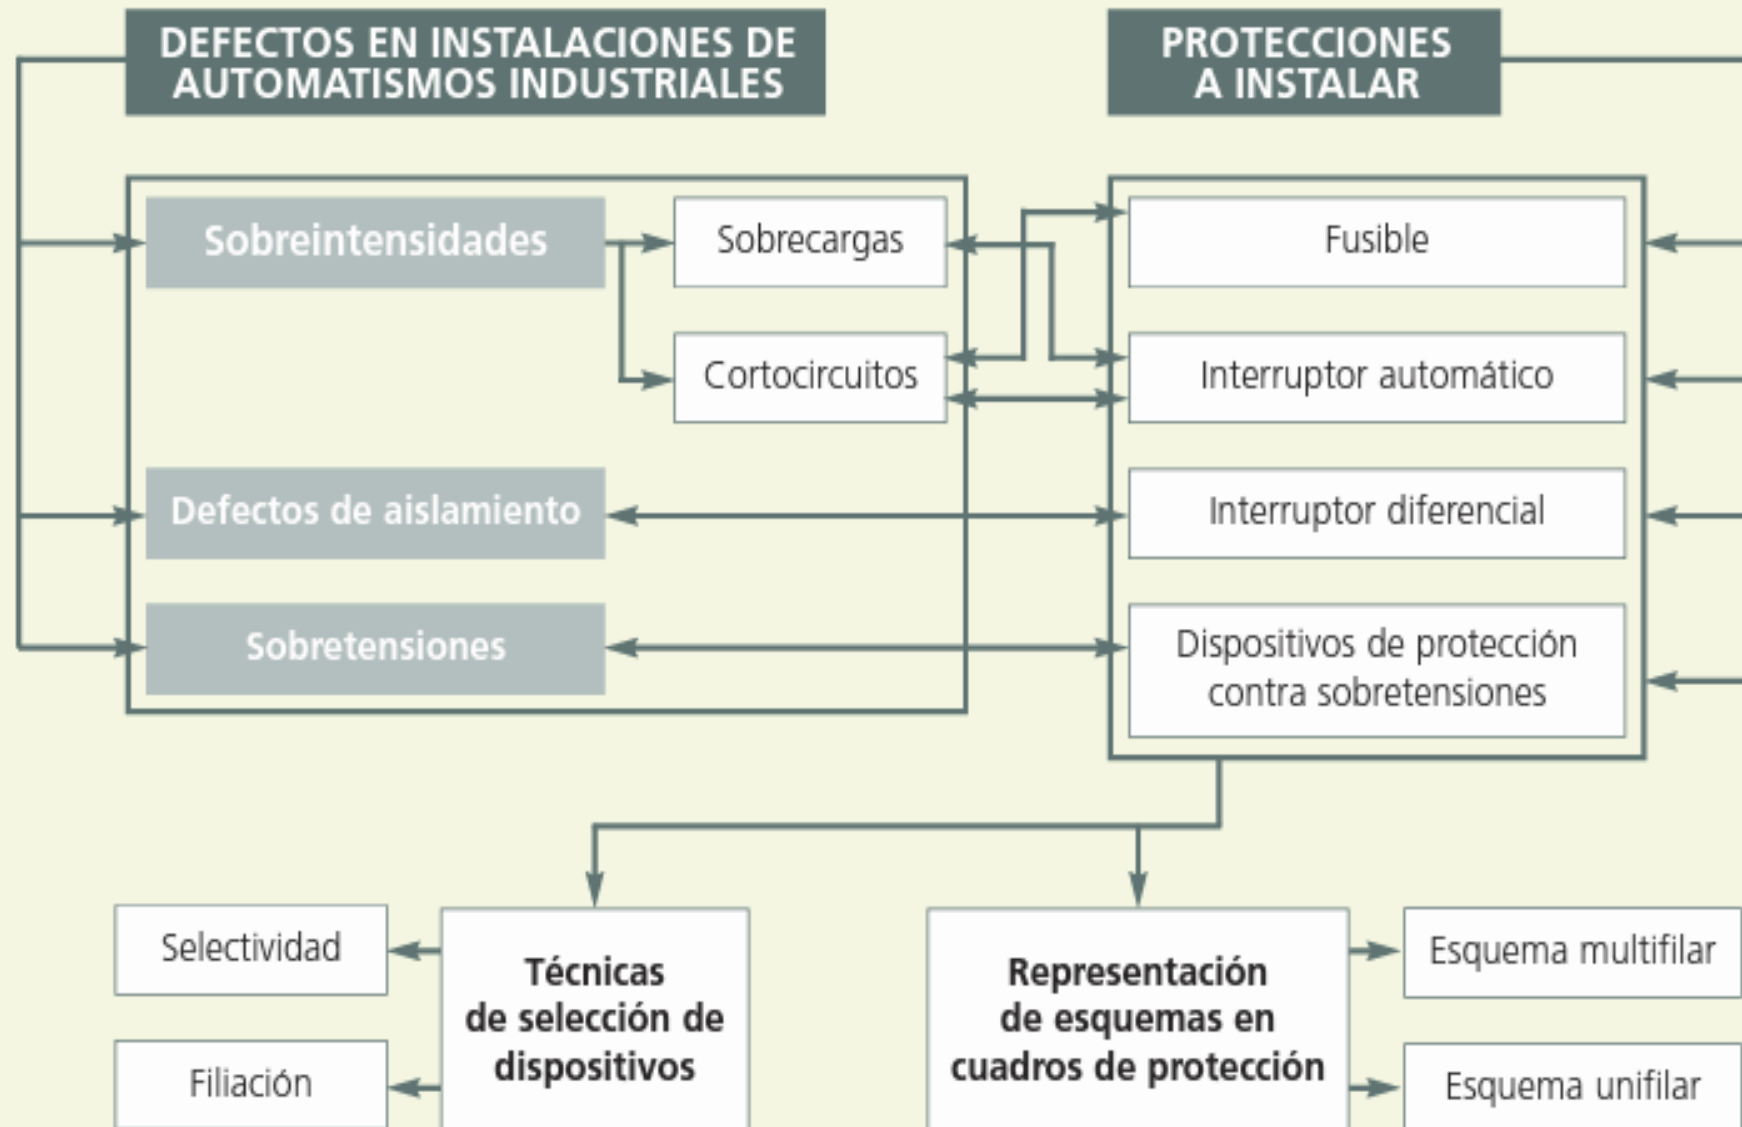 DEFECTOS EN INSTALACIONES DE
AUTOMATISMOS INDUSTRIALES
PROTECCIONES
A INSTALAR
Sobreintensidades
Sobrecargas
Cortocircuitos
Defectos de aislamiento
Sobretensiones
Fusible
Interruptor automático
Interruptor diferencial
Dispositivos de protección
contra sobretensiones
Selectividad
Filiación
Técnicas
de selección de
dispositivos
Representación
de esquemas en
cuadros de protección
Esquema multifilar
Esquema unifilar